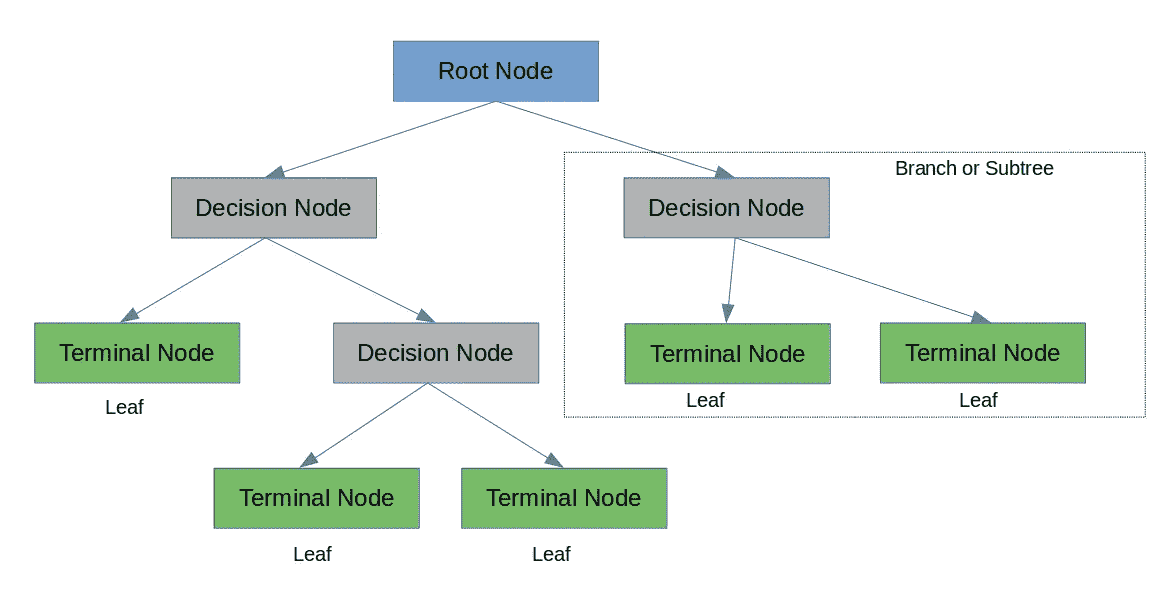 Root Node
Branch or Subtree
Decision Node
Decision Node
Terminal Node
Decision Node
Terminal Node
Terminal Node
Leaf
Leaf
Leaf
Terminal Node
Terminal Node
Leaf
Leaf